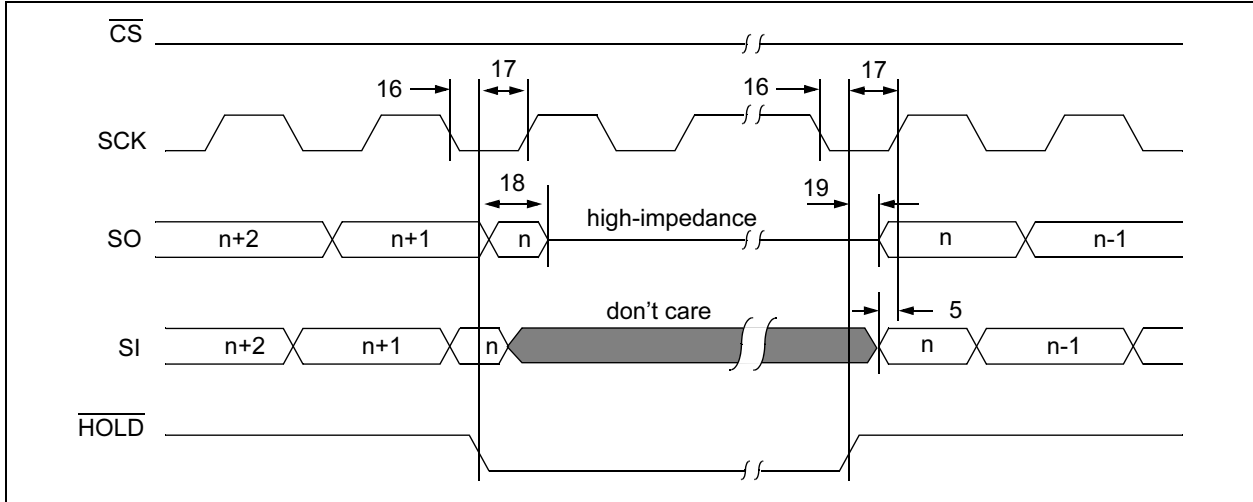 CS
16 17 16 17
SCK
18 19
high-impedance
SO n+2 n+1 n n n-1
don't care 5
SI n+2 n+1 n n n-1
HOLD